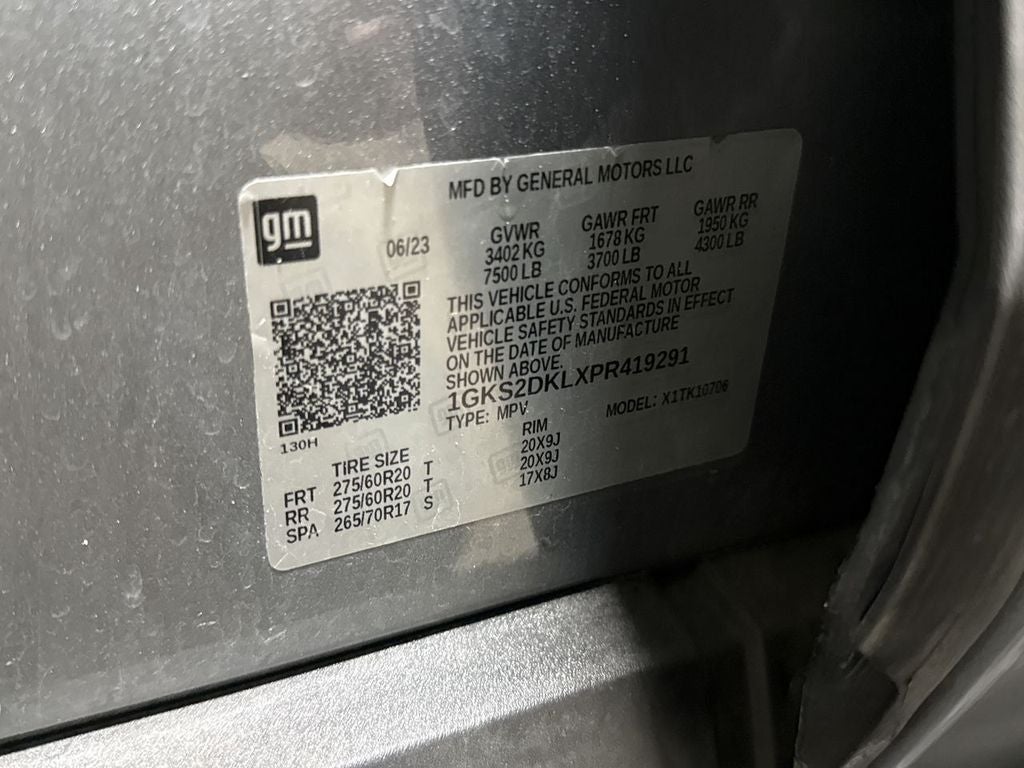 MFD BY GENERAL MOTORS LLC
gm
06/23
GVWR GAWR FRT GAWR RR
3402 KG 1678 KG 1950 KG
7500 LB 3700 LB 4300 LB
THIS VEHICLE CONFORMS TO ALL
APPLICABLE U.S. FEDERAL MOTOR
VEHICLE SAFETY STANDARDS IN EFFECT
ON THE DATE OF MANUFACTURE
SHOWN ABOVE.
1GKS2DKLXPR419291
TYPE: MPV MODEL: X1TK10706
130H
TIRE SIZE RIM
FRT 275/60R20 T 20X9J
RR 275/60R20 T 20X9J
SPA 265/70R17 S 17X8J